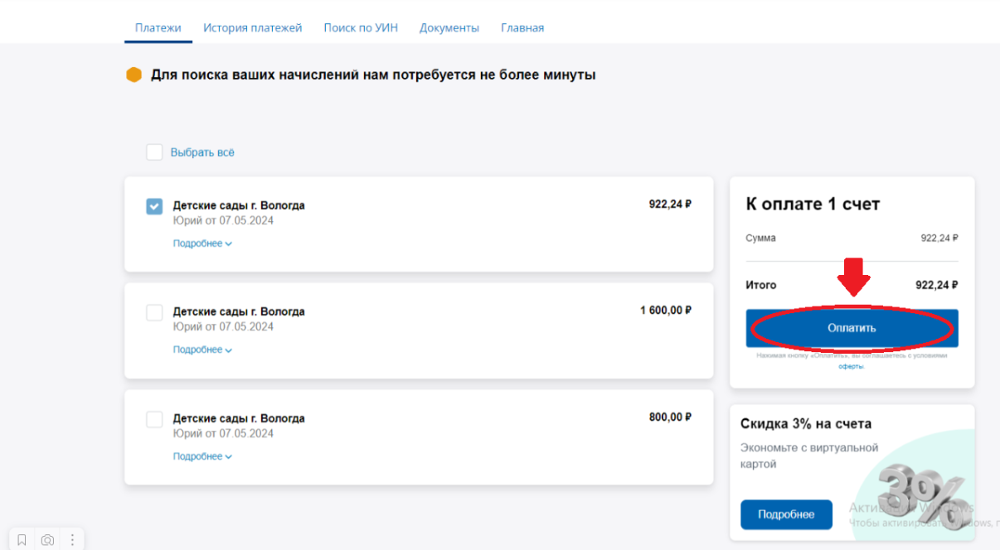 Платежи История платежей Поиск по УИН Документы Главная
Для поиска ваших начислений нам потребуется не более минуты
Выбрать всё
Детские сады г. Вологда 922,24 ₽
Юрий от 07.05.2024
Подробнее
Детские сады г. Вологда 1 600,00 ₽
Юрий от 07.05.2024
Подробнее
Детские сады г. Вологда 800,00 ₽
Юрий от 07.05.2024
Подробнее
К оплате 1 счет
Сумма 922,24 ₽
Итого 922,24 ₽
Оплатить
Нажимая кнопку «Оплатить», вы соглашаетесь с условиями
оферты.
Скидка 3% на счета
Экономьте с виртуальной
картой
3%
Подробнее
Windows
Чтобы активировать